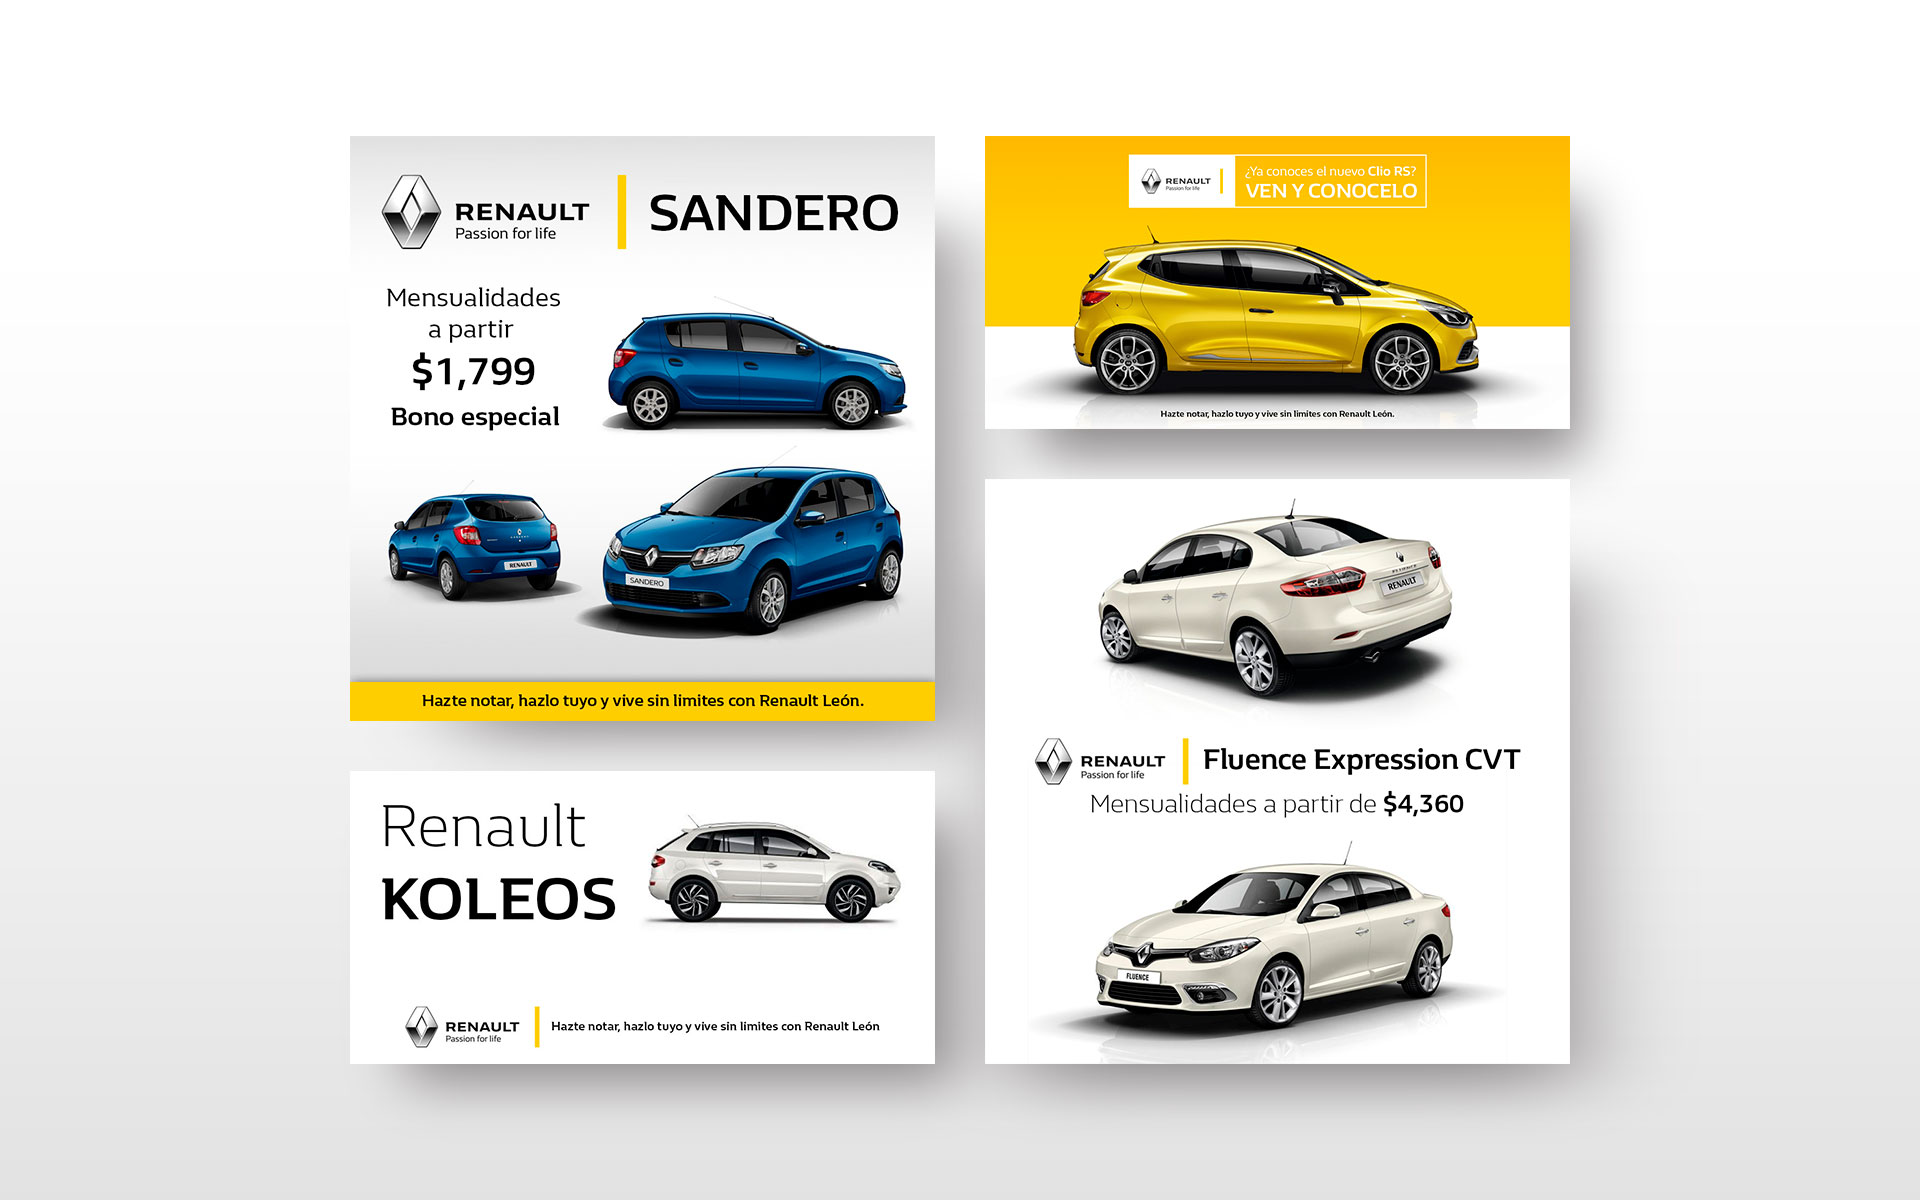 RENAULT
Passion for life
SANDERO
Mensualidades
a partir
$1,799
Bono especial
RENAULT
SANDERO
Hazte notar, hazlo tuyo y vive sin limites con Renault León.
RENAULT
Passion for life
¿Ya conoces el nuevo Clio RS?
VEN Y CONOCELO
Hazte notar, hazlo tuyo y vive sin limites con Renault León.
Renault
KOLEOS
RENAULT
Passion for life
Hazte notar, hazlo tuyo y vive sin limites con Renault León
FLUENCE
RENAULT
RENAULT
Passion for life
Fluence Expression CVT
Mensualidades a partir de $4,360
FLUENCE